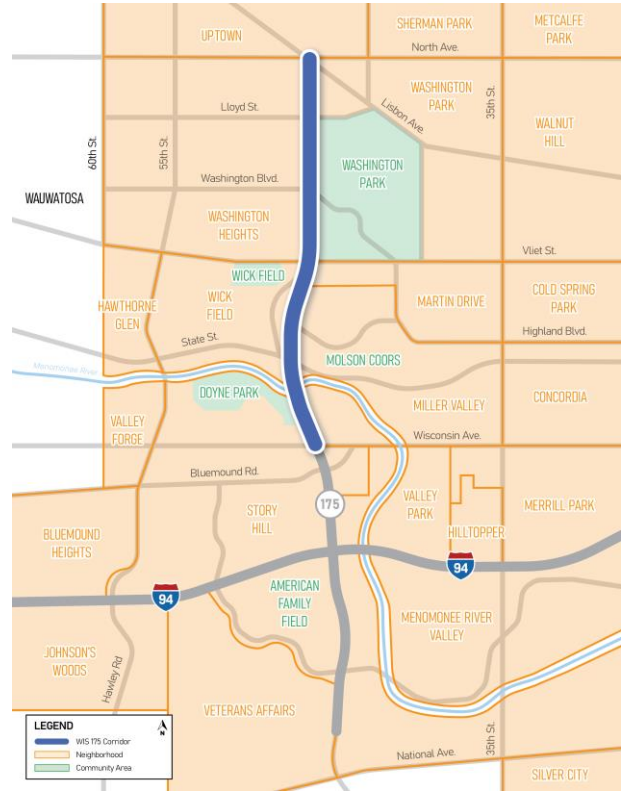 SHERMAN PARK
METCALFE
PARK
UPTOWN
North Ave.
WASHINGTON
PARK
35th St.
Lisbon Ave.
Lloyd St.
WALNUT
HILL
60th St.
55th St.
WASHINGTON
PARK
Washington Blvd.
WAUWATOSA
WASHINGTON
HEIGHTS
Vliet St.
WICK FIELD
WICK
FIELD
MARTIN DRIVE
COLD SPRING
PARK
HAWTHORNE
GLEN
State St.
Highland Blvd.
MOLSON COORS
Menomonee River
DOYNE PARK
MILLER VALLEY
CONCORDIA
VALLEY
FORGE
Wisconsin Ave.
Bluemound Rd.
175
STORY
HILL
VALLEY
PARK
HILLTOPPER
MERRILL PARK
BLUEMOUND
HEIGHTS
94
94
AMERICAN
FAMILY
FIELD
MENOMONEE RIVER
VALLEY
JOHNSON'S
WOODS
Hawley Rd
VETERANS AFFAIRS
35th St.
National Ave.
SILVER CITY
LEGEND
N
WIS 175 Corridor
Neighborhood
Community Area